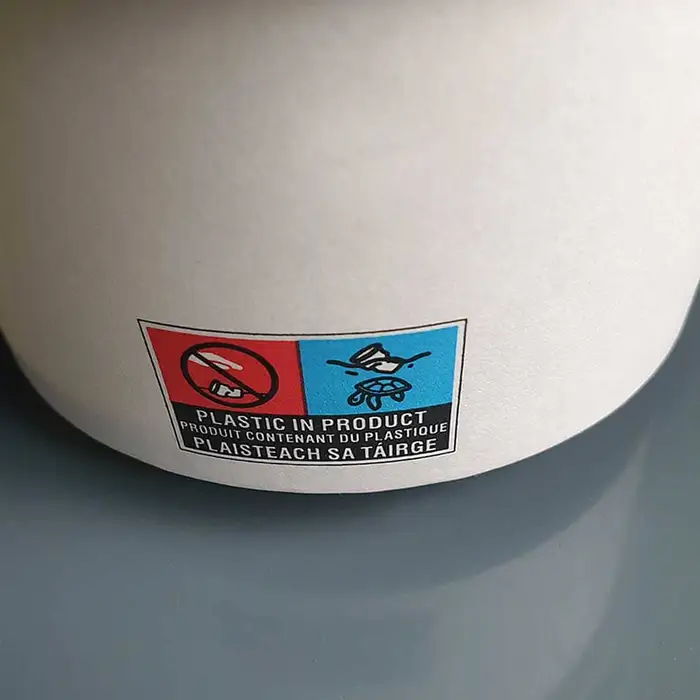 PLASTIC IN PRODUCT
PRODUIT CONTENANT DU PLASTIQUE
PLAISTEACH SA TÁIRGE